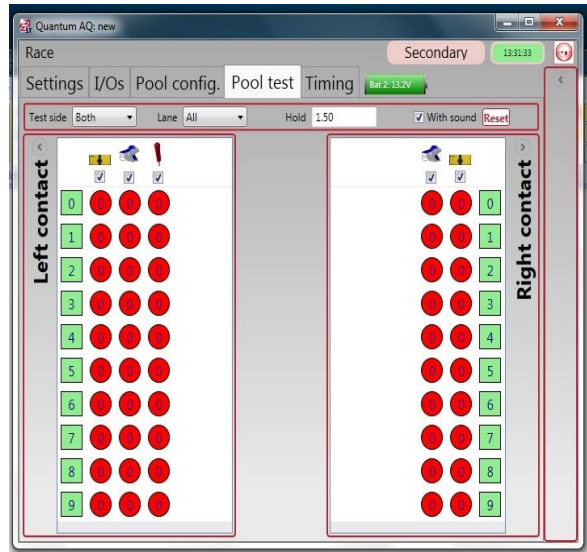 Quantum AQ: new
Race Secondary 13:31:33
Settings I/Os Pool config. Pool test Timing Bat 2: 13.2V
Test side Both Lane All Hold 1.50 With sound Reset
Left contact
Right contact
0 0 0 0 0 0 0
1 0 0 0 0 0 1
2 0 0 0 0 0 2
3 0 0 0 0 0 3
4 0 0 0 0 0 4
5 0 0 0 0 0 5
6 0 0 0 0 0 6
7 0 0 0 0 0 7
8 0 0 0 0 0 8
9 0 0 0 0 0 9